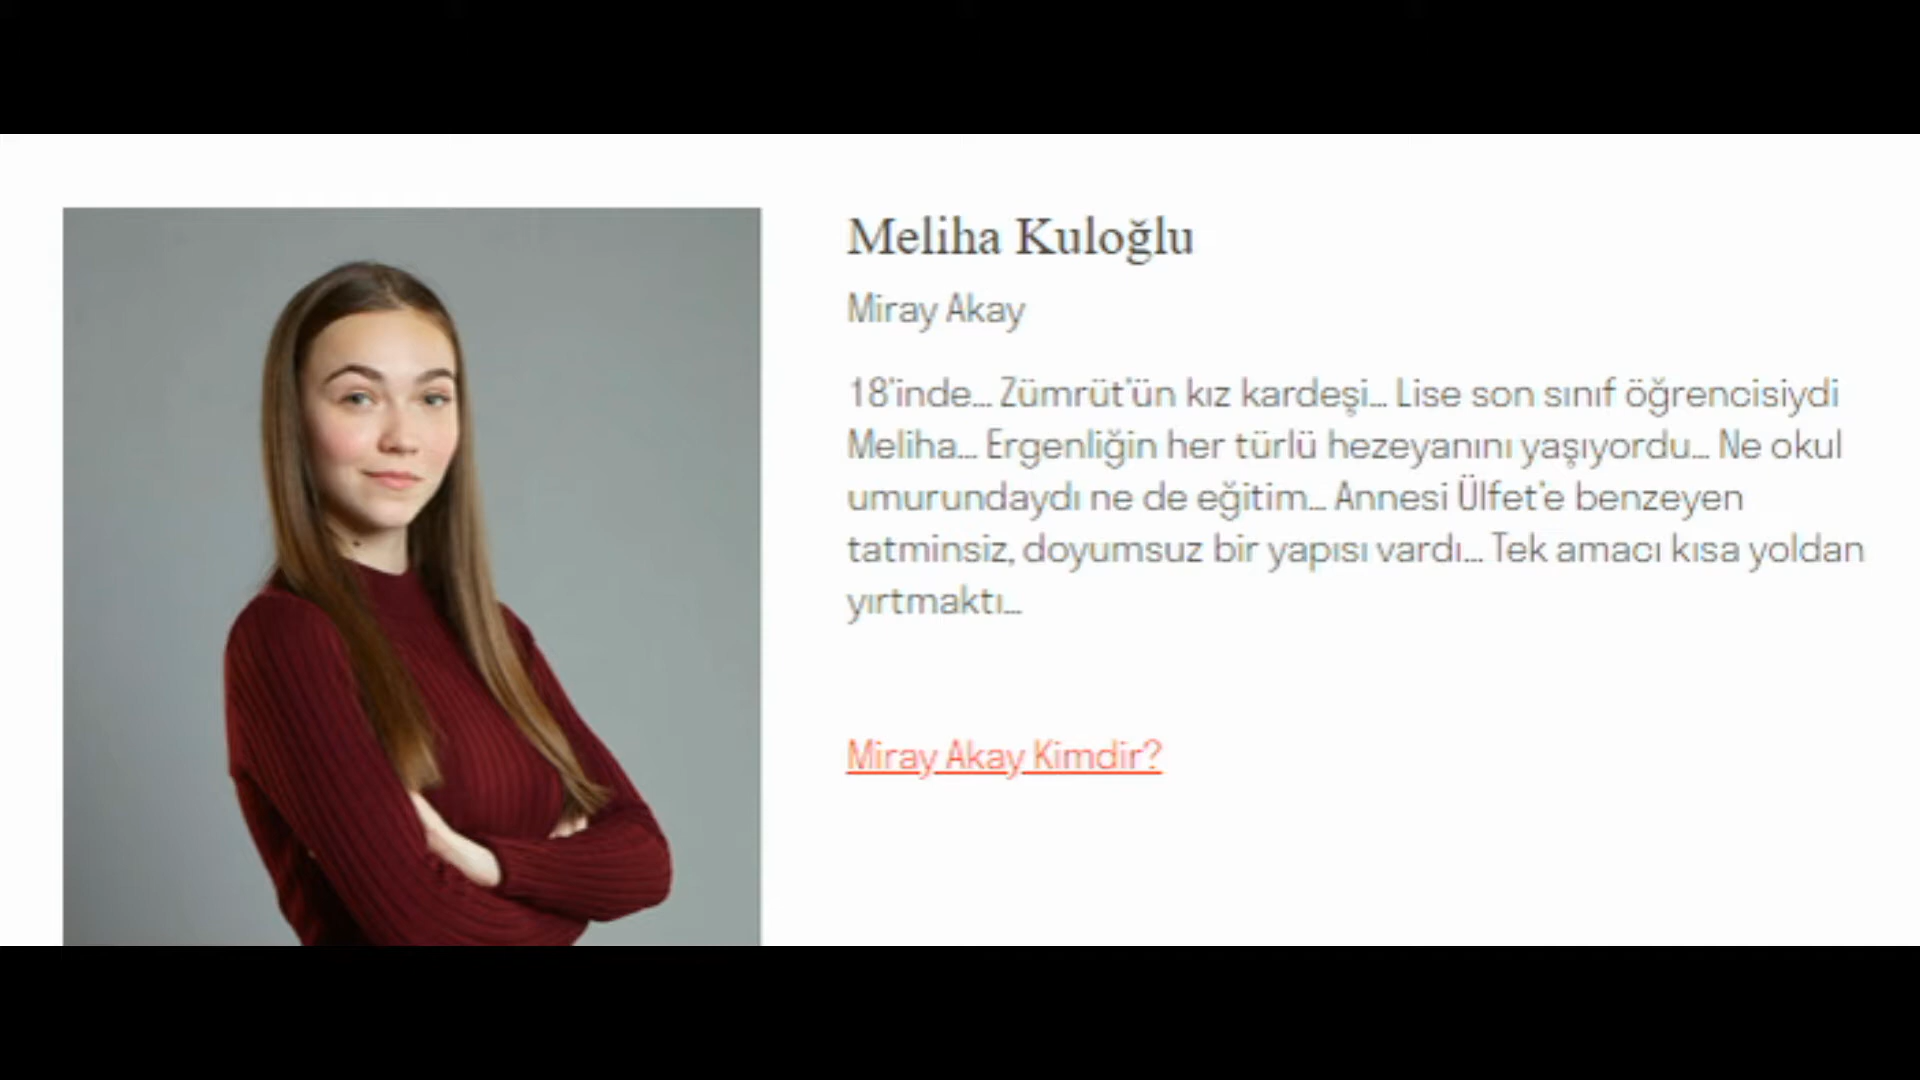 Meliha Kuloğlu
Miray Akay
18'inde... Zümrüt'ün kız kardeşi... Lise son sınıf öğrencisiydi
Meliha... Ergenliğin her türlü hezeyanını yaşıyordu... Ne okul
umurundaydı ne de eğitim... Annesi Ülfet'e benzeyen
tatminsiz, doyumsuz bir yapısı vardı... Tek amacı kısa yoldan
yırtmaktı...
Miray Akay Kimdir?